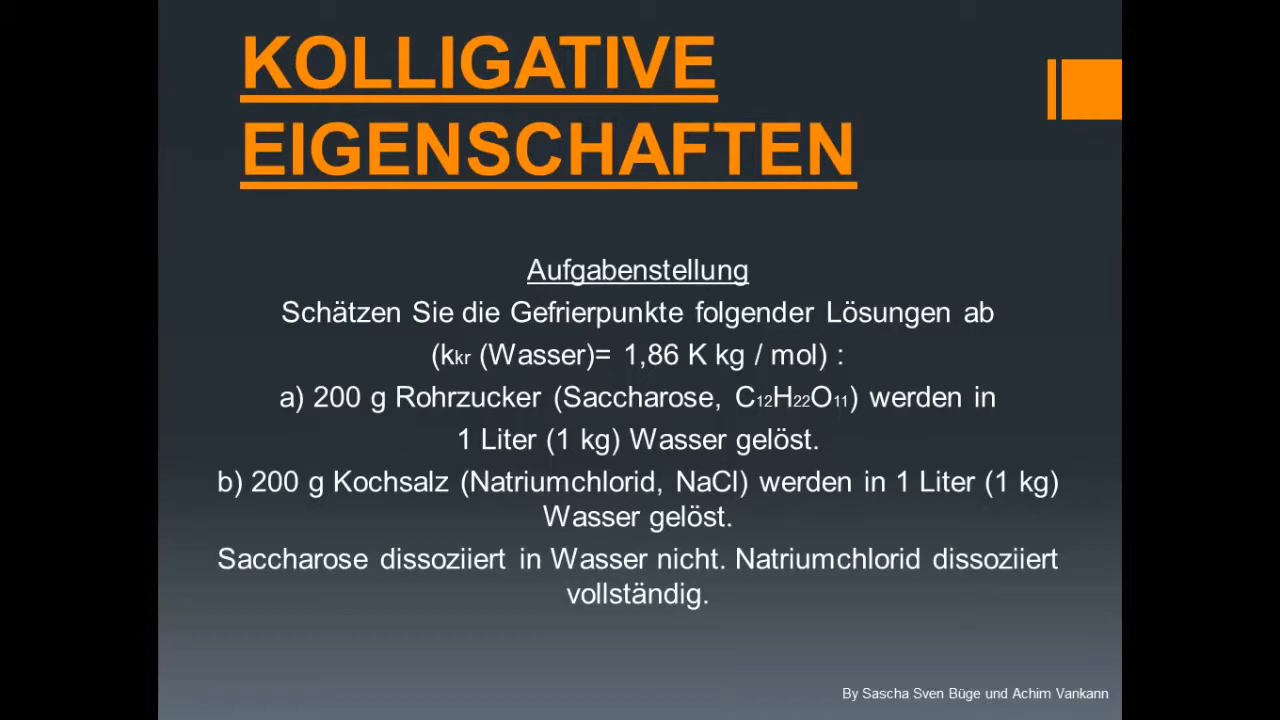 KOLLIGATIVE
EIGENSCHAFTEN
Aufgabenstellung
Schätzen Sie die Gefrierpunkte folgender Lösungen ab
(kkr (Wasser)= 1,86 K kg / mol) :
a) 200 g Rohrzucker (Saccharose, C₁₂H₂₂O₁₁) werden in
1 Liter (1 kg) Wasser gelöst.
b) 200 g Kochsalz (Natriumchlorid, NaCl) werden in 1 Liter (1 kg)
Wasser gelöst.
Saccharose dissoziiert in Wasser nicht. Natriumchlorid dissoziiert
vollständig.
By Sascha Sven Büge und Achim Vankann